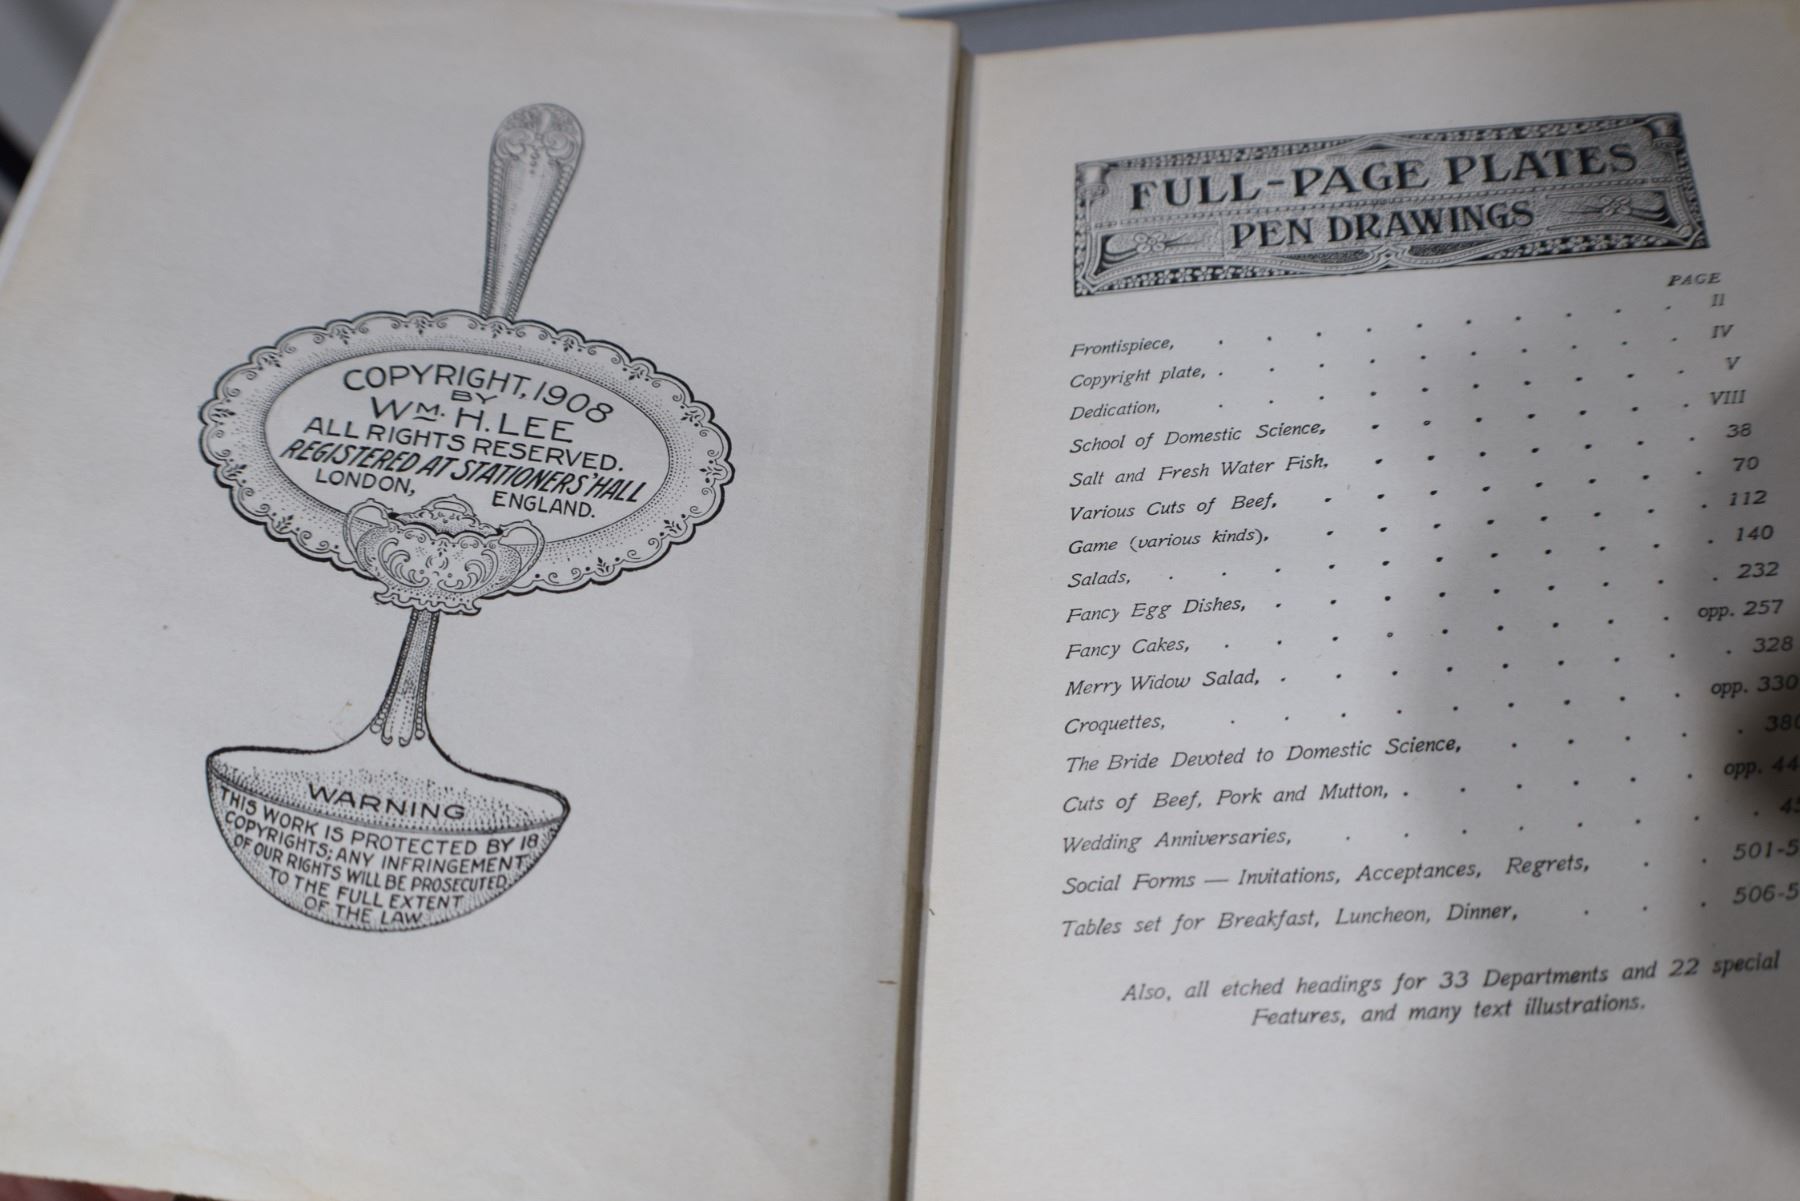 COPYRIGHT, 1908
BY
WM. H. LEE
ALL RIGHTS RESERVED.
REGISTERED AT STATIONERS' HALL
LONDON, ENGLAND.
WARNING
THIS WORK IS PROTECTED BY 18
COPYRIGHTS; ANY INFRINGEMENT
OF OUR RIGHTS WILL BE PROSECUTED
TO THE FULL EXTENT
OF THE LAW.
FULL-PAGE PLATES
PEN DRAWINGS
PAGE
Frontispiece, . . . . . . . . . . II
Copyright plate, . . . . . . . . . . IV
Dedication, . . . . . . . . . . V
School of Domestic Science, . . . . . . . VIII
Salt and Fresh Water Fish, . . . . . . . 38
Various Cuts of Beef, . . . . . . . . 70
Game (various kinds), . . . . . . . . 112
Salads, . . . . . . . . . . . 140
Fancy Egg Dishes, . . . . . . . . . 232
Fancy Cakes, . . . . . . . . . opp. 257
Merry Widow Salad, . . . . . . . . . 328
Croquettes, . . . . . . . . . opp. 330
The Bride Devoted to Domestic Science, . . . . .
Cuts of Beef, Pork and Mutton, . . . . . . opp.
Wedding Anniversaries, . . . . . . . .
Social Forms — Invitations, Acceptances, Regrets, . . 501-
Tables set for Breakfast, Luncheon, Dinner, . . . 506-
Also, all etched headings for 33 Departments and 22 special
Features, and many text illustrations.